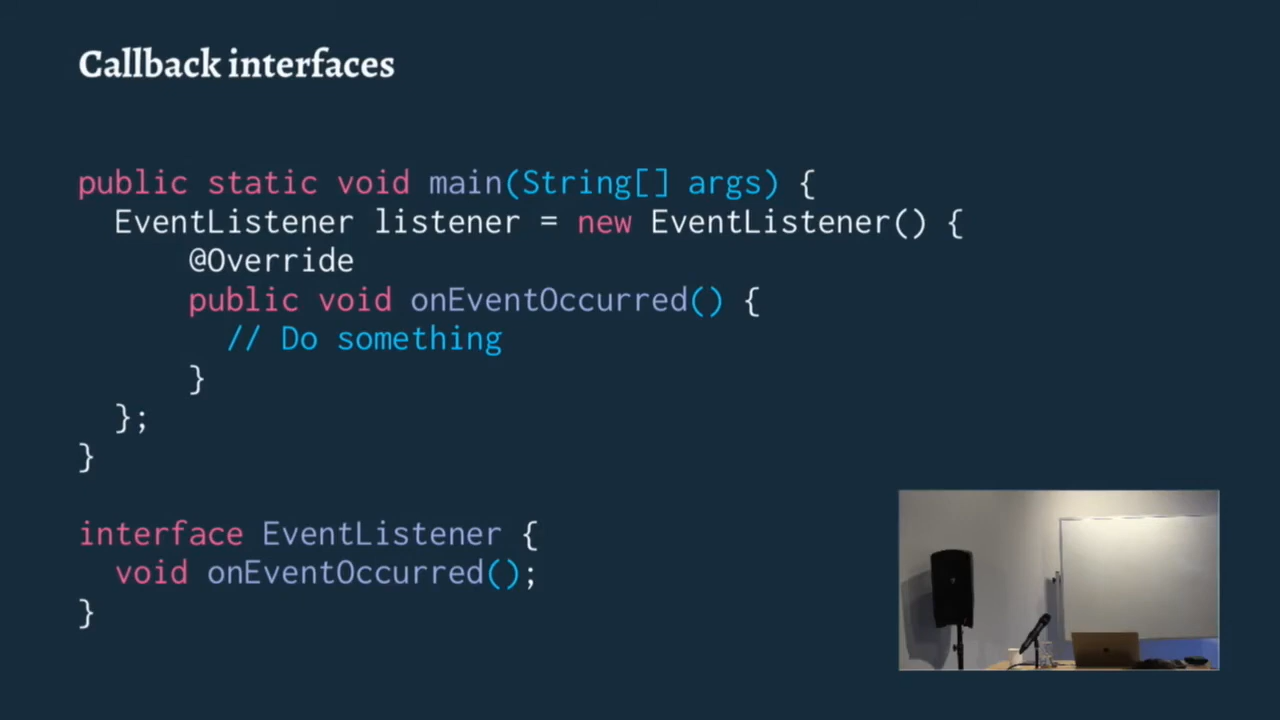 Callback interfaces
public static void main(String[] args) {
EventListener listener = new EventListener() {
@Override
public void onEventOccurred() {
// Do something
}
};
}
interface EventListener {
void onEventOccurred();
}